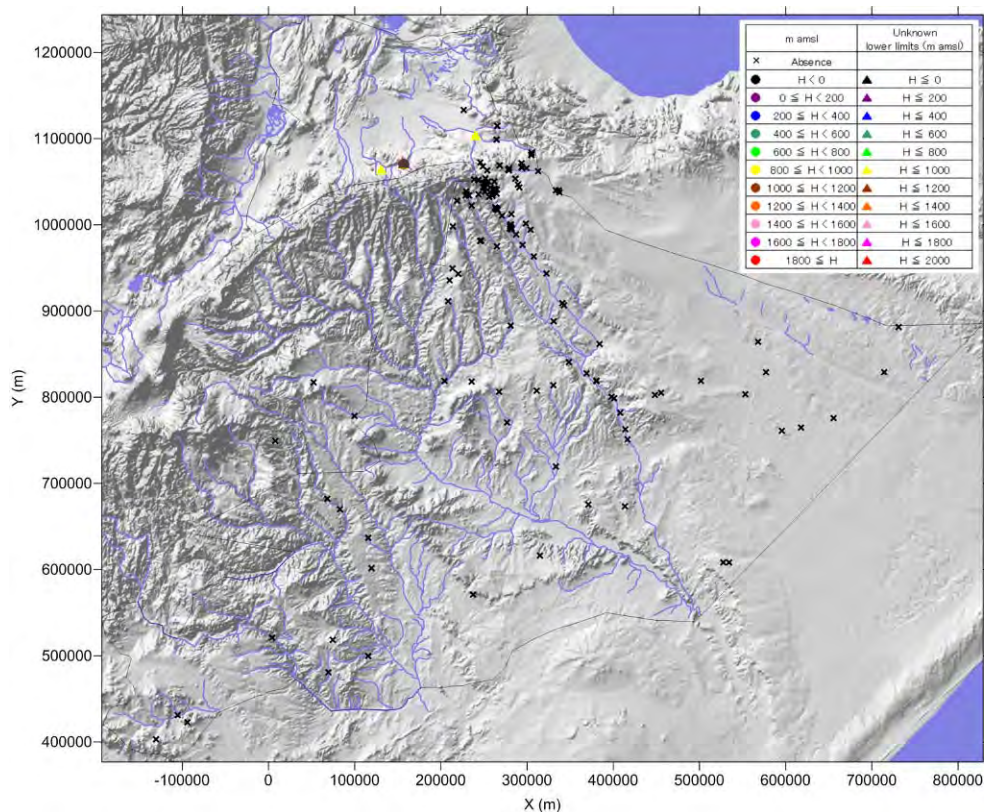 m amsl Unknown lower limits (m amsl)
× Absence
H < 0 H ≦ 0
0 ≦ H < 200 H ≦ 200
200 ≦ H < 400 H ≦ 400
400 ≦ H < 600 H ≦ 600
600 ≦ H < 800 H ≦ 800
800 ≦ H < 1000 H ≦ 1000
1000 ≦ H < 1200 H ≦ 1200
1200 ≦ H < 1400 H ≦ 1400
1400 ≦ H < 1600 H ≦ 1600
1600 ≦ H < 1800 H ≦ 1800
1800 ≦ H H ≦ 2000
1200000
1100000
1000000
900000
800000
700000
600000
500000
400000
Y (m)
-100000 0 100000 200000 300000 400000 500000 600000 700000 800000
X (m)